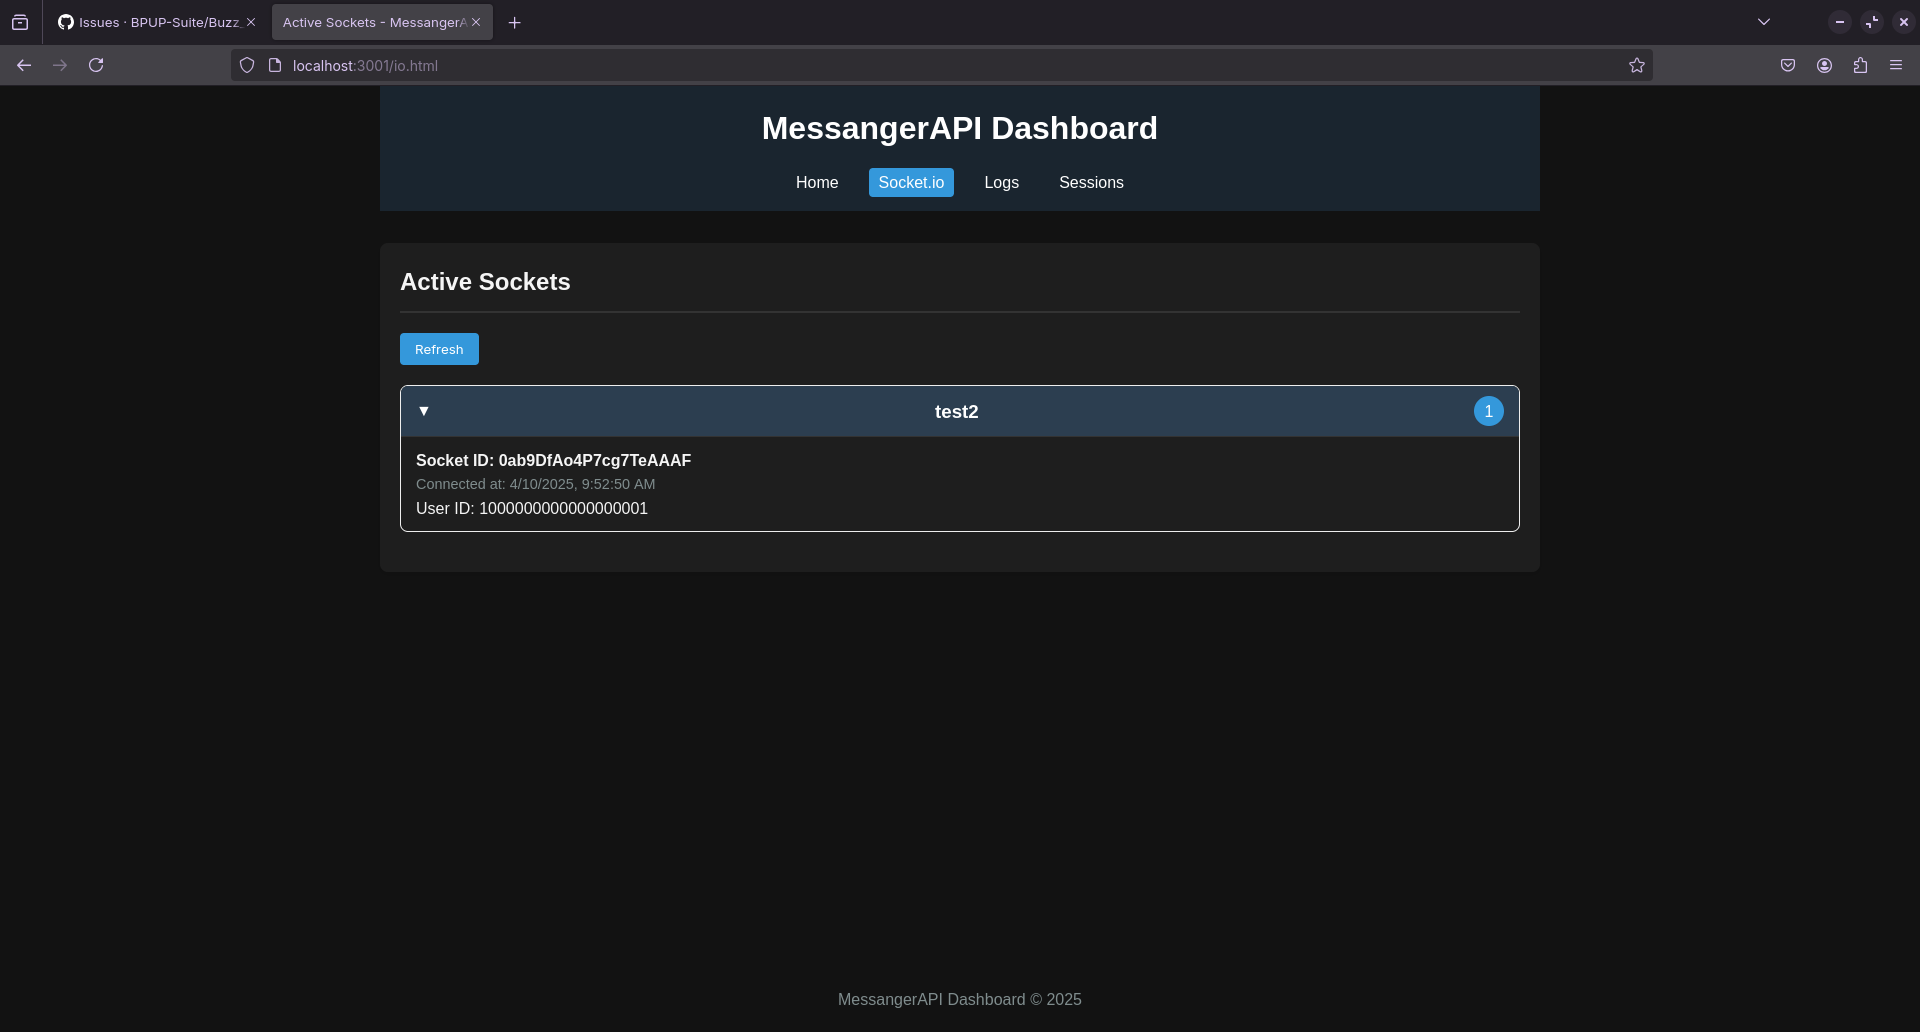 Issues · BPUP-Suite/Buzz
Active Sockets - MessangerA
localhost:3001/io.html
MessangerAPI Dashboard
Home Socket.io Logs Sessions
Active Sockets
Refresh
▼ test2 1
Socket ID: 0ab9DfAo4P7cg7TeAAAF
Connected at: 4/10/2025, 9:52:50 AM
User ID: 1000000000000000001
MessangerAPI Dashboard © 2025